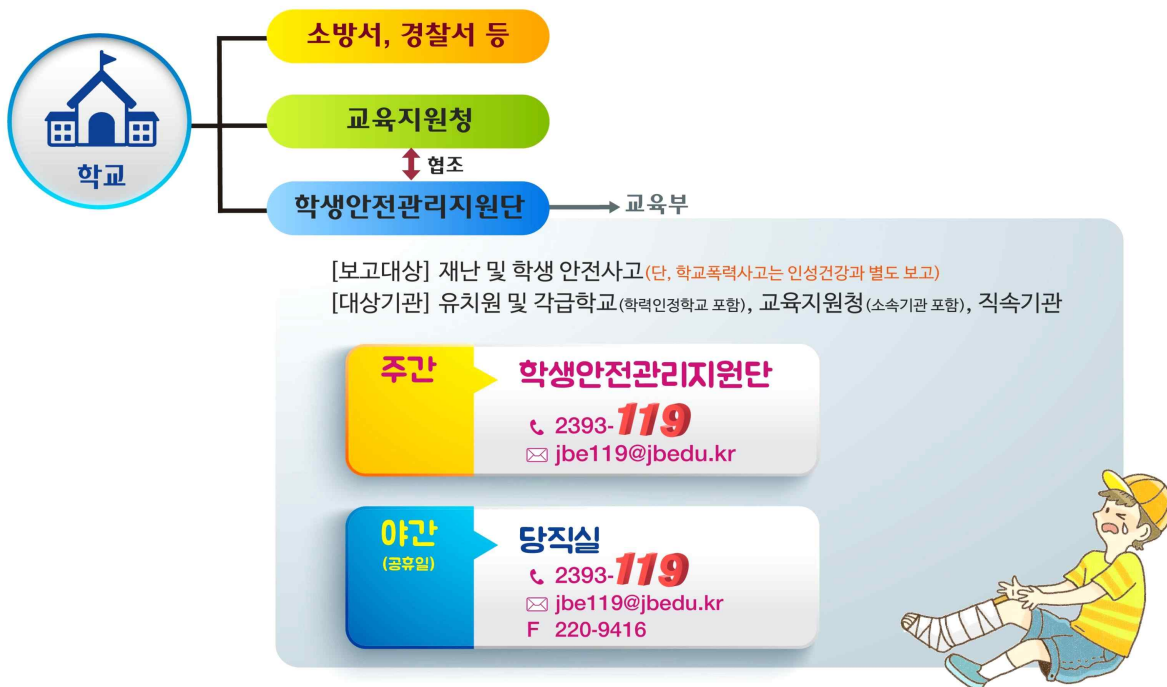 소방서, 경찰서 등
교육지원청
협조
학교
학생안전관리지원단
교육부
[보고대상] 재난 및 학생 안전사고(단, 학교폭력사고는 인성건강과 별도 보고)
[대상기관] 유치원 및 각급학교(학력인정학교 포함), 교육지원청(소속기관 포함), 직속기관
주간
학생안전관리지원단
2393-119
jbe119@jbedu.kr
야간
(공휴일)
당직실
2393-119
jbe119@jbedu.kr
F 220-9416